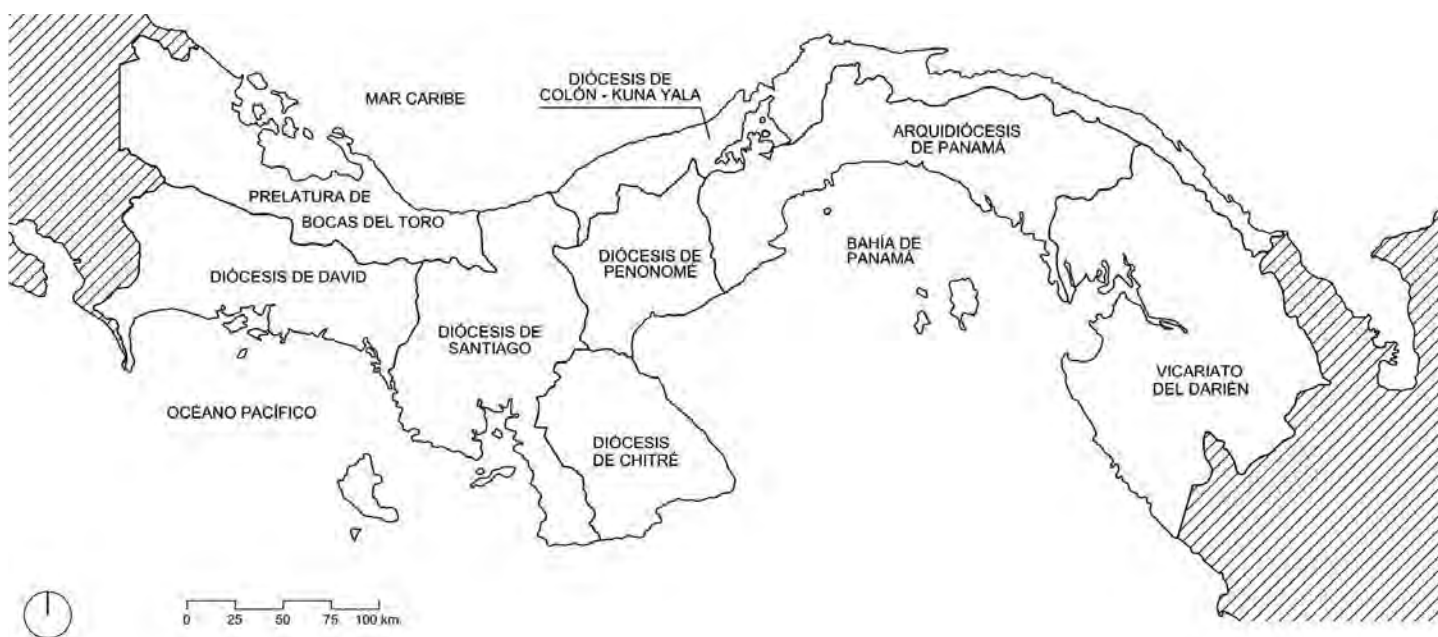 MAR CARIBE
DIÓCESIS DE
COLÓN - KUNA YALA
ARQUIDIÓCESIS
DE PANAMÁ
PRELATURA DE
BOCAS DEL TORO
DIÓCESIS DE DAVID
DIÓCESIS DE
PENONOMÉ
BAHÍA DE
PANAMÁ
DIÓCESIS DE
SANTIAGO
VICARIATO
DEL DARIÉN
OCÉANO PACÍFICO
DIÓCESIS
DE CHITRÉ
0 25 50 75 100 km.